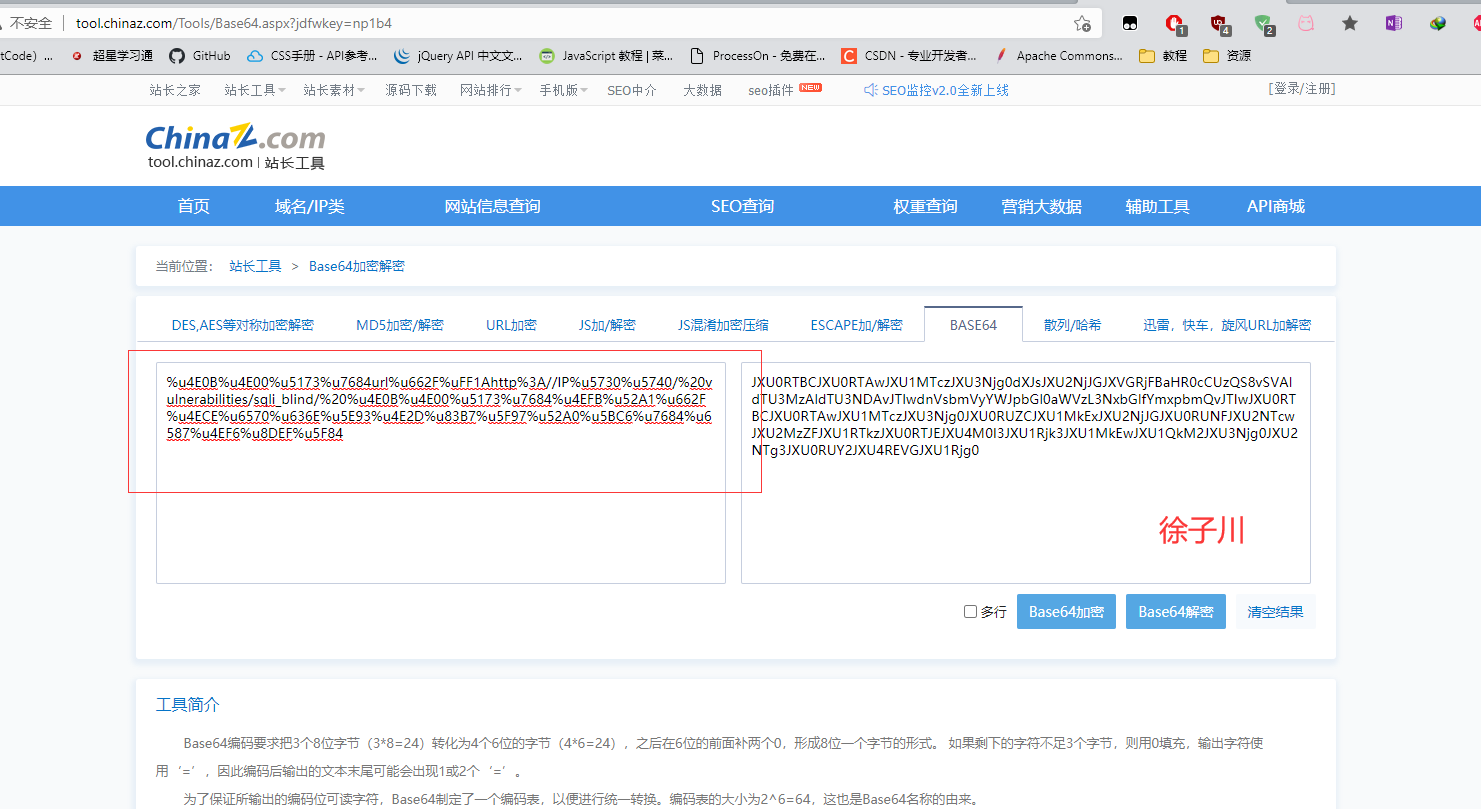 不安全 tool.chinaz.com/Tools/Base64.aspx?jdfwkey=np1b4
1 4 2
tCode）... 超星学习通 GitHub CSS手册 - API参考... jQuery API 中文文... JavaScript 教程 | 菜... ProcessOn - 免费在... CSDN - 专业开发者... Apache Commons... 教程 资源
站长之家 站长工具 站长素材 源码下载 网站排行 手机版 SEO中介 大数据 seo插件 NEW SEO监控v2.0全新上线 [登录/注册]
ChinaZ.com
tool.chinaz.com | 站长工具
首页 域名/IP类 网站信息查询 SEO查询 权重查询 营销大数据 辅助工具 API商城
当前位置： 站长工具 > Base64加密解密
DES,AES等对称加密解密 MD5加密/解密 URL加密 JS加/解密 JS混淆加密压缩 ESCAPE加/解密 BASE64 散列/哈希 迅雷，快车，旋风URL加解密
%u4E0B%u4E00%u5173%u7684url%u662F%uFF1Ahttp%3A//IP%u5730%u5740/%20v
ulnerabilities/sqli_blind/%20%u4E0B%u4E00%u5173%u7684%u4EFB%u52A1%u662F
%u4ECE%u6570%u636E%u5E93%u4E2D%u83B7%u5F97%u52A0%u5BC6%u7684%u6
587%u4EF6%u8DEF%u5F84
JXU0RTBCJXU0RTAwJXU1MTczJXU3Njg0dXJsJXU2NjJGJXVGRjFBaHR0cCUzQS8vSVAl
dTU3MzAldTU3NDAvJTIwdnVsbmVyYWJpbGl0aWVzL3NxbGlfYmxpbmQvJTIwJXU0RT
BCJXU0RTAwJXU1MTczJXU3Njg0JXU0RUZCJXU1MkExJXU2NjJGJXU0RUNFJXU2NTcw
JXU2MzZFJXU1RTkzJXU0RTJEJXU4M0I3JXU1Rjk3JXU1MkEwJXU1QkM2JXU3Njg0JXU2
NTg3JXU0RUY2JXU4REVGJXU1Rjg0
徐子川
多行 Base64加密 Base64解密 清空结果
工具简介
Base64编码要求把3个8位字节（3*8=24）转化为4个6位的字节（4*6=24），之后在6位的前面补两个0，形成8位一个字节的形式。 如果剩下的字符不足3个字节，则用0填充，输出字符使
用‘=’，因此编码后输出的文本末尾可能会出现1或2个‘=’。
为了保证所输出的编码位可读字符，Base64制定了一个编码表，以便进行统一转换。编码表的大小为2^6=64，这也是Base64名称的由来。